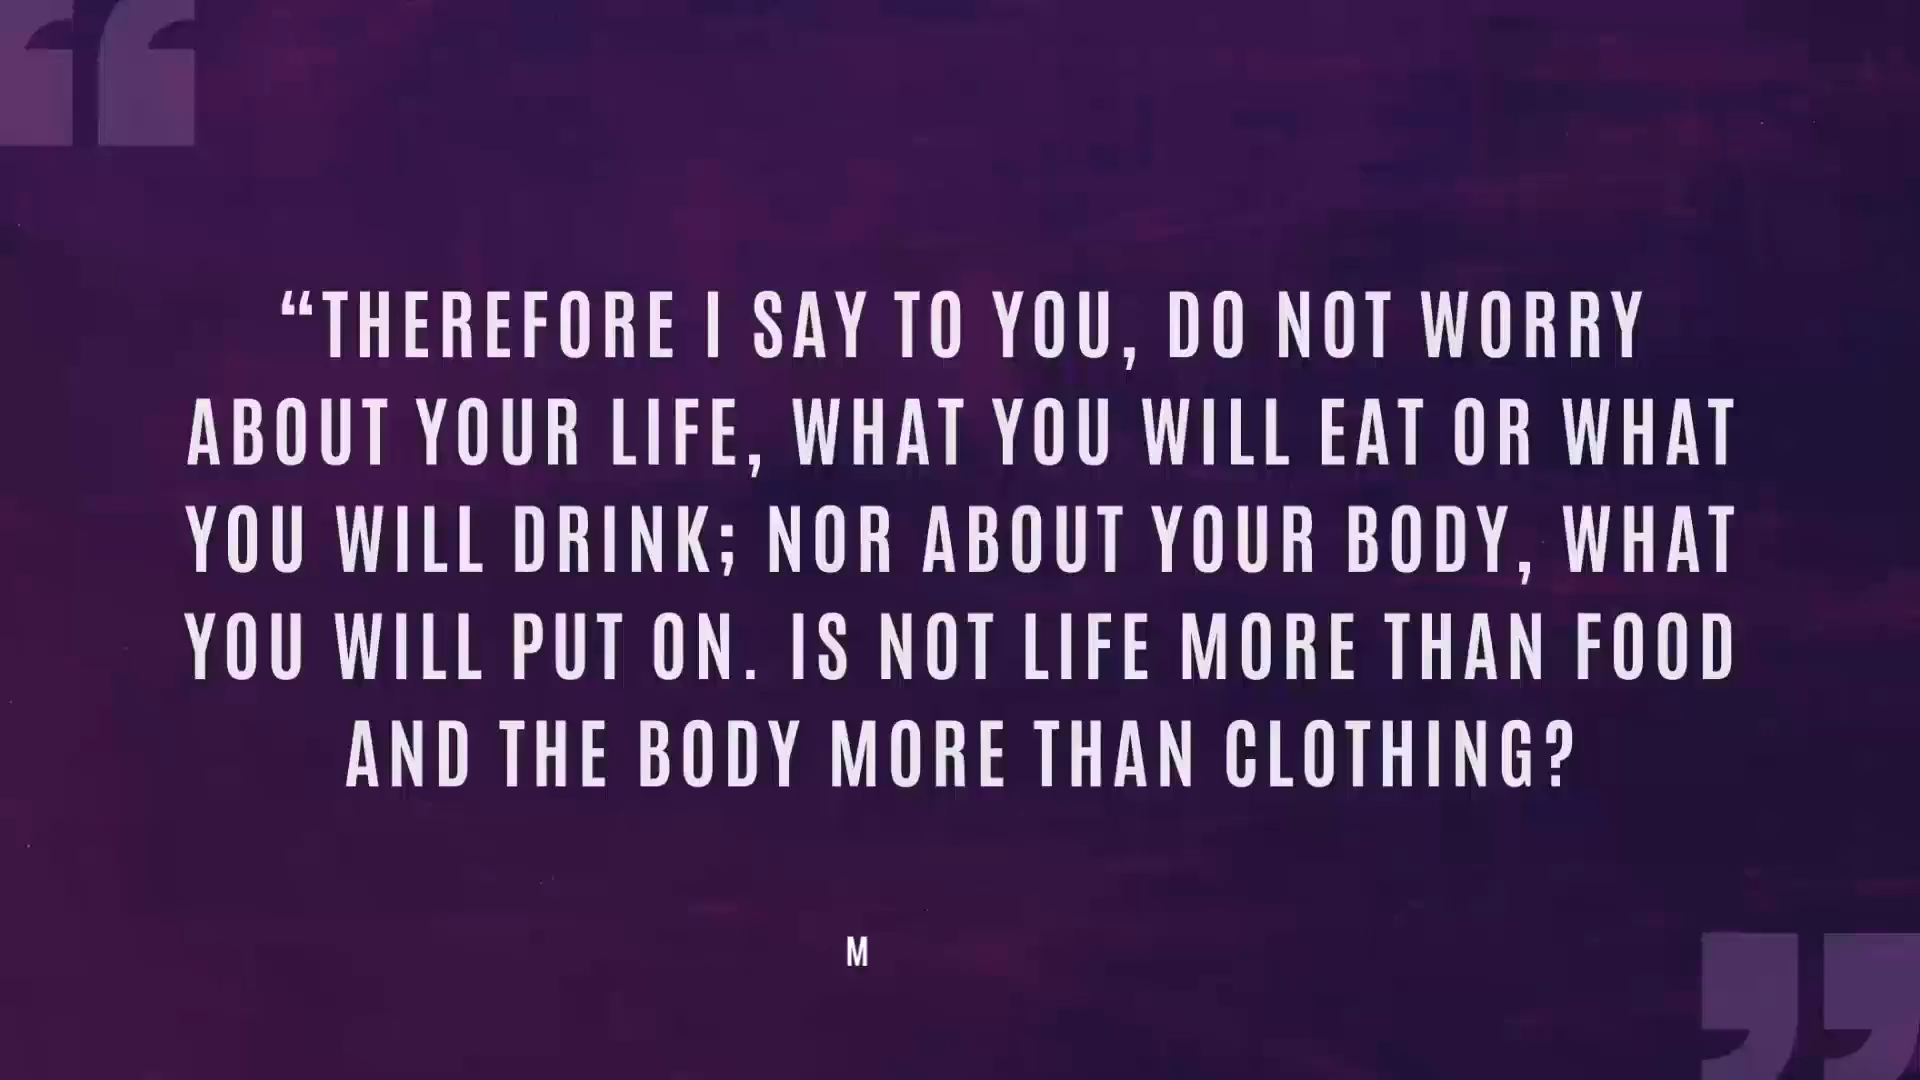 “THEREFORE I SAY TO YOU, DO NOT WORRY
ABOUT YOUR LIFE, WHAT YOU WILL EAT OR WHAT
YOU WILL DRINK; NOR ABOUT YOUR BODY, WHAT
YOU WILL PUT ON. IS NOT LIFE MORE THAN FOOD
AND THE BODY MORE THAN CLOTHING?
M